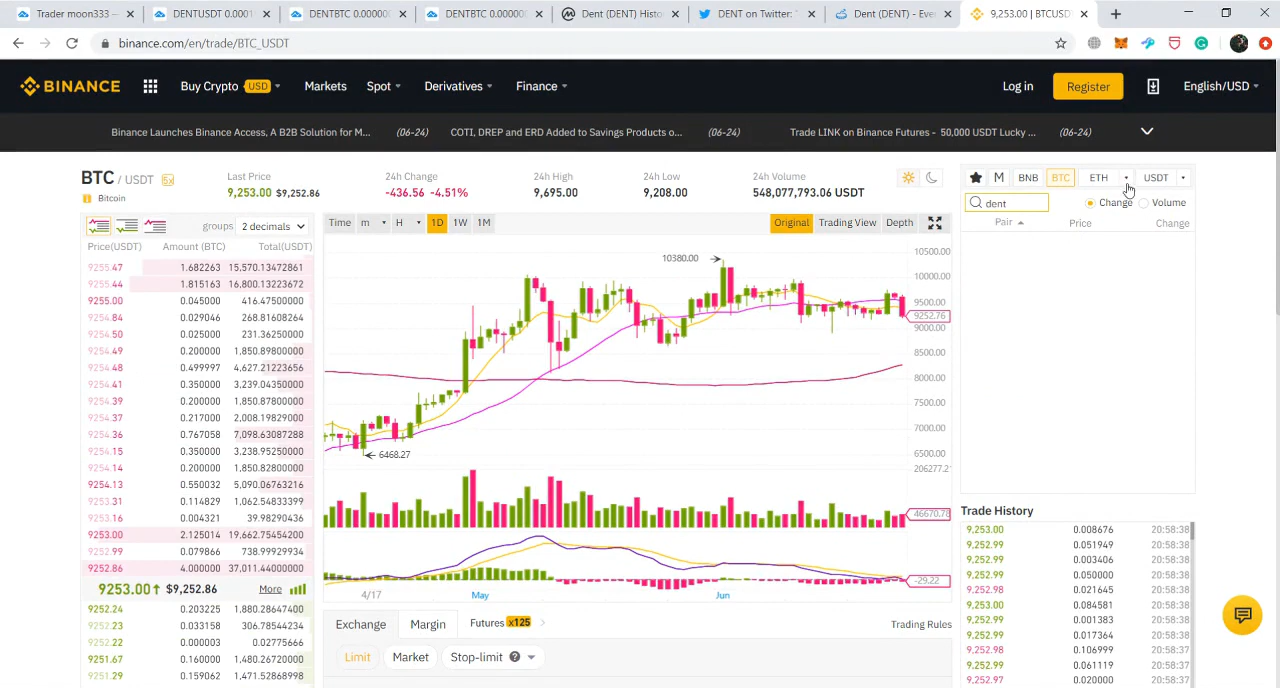 Trader moon333 —
DENTUSDT 0.0001
DENTBTC 0.00000
DENTBTC 0.00000
Dent (DENT) Histo
DENT on Twitter: "
Dent (DENT) - Eve
9,253.00 | BTCUSD
binance.com/en/trade/BTC_USDT
BINANCE
Buy Crypto USD
Markets
Spot
Derivatives
Finance
Log in
Register
English/USD
Binance Launches Binance Access, A B2B Solution for M... (06-24)
COTI, DREP and ERD Added to Savings Products o... (06-24)
Trade LINK on Binance Futures - 50,000 USDT Lucky ... (06-24)
BTC / USDT 5x
Bitcoin
Last Price
9,253.00 $9,252.86
24h Change
-436.56 -4.51%
24h High
9,695.00
24h Low
9,208.00
24h Volume
548,077,793.06 USDT
M BNB BTC ETH USDT
dent
Change Volume
Pair Price Change
groups 2 decimals
Price(USDT) Amount (BTC) Total(USDT)
9255.47 1.682263 15,570.13472861
9255.44 1.815163 16,800.13223672
9255.00 0.045000 416.47500000
9254.84 0.029046 268.81608264
9254.50 0.025000 231.36250000
9254.49 0.200000 1,850.89800000
9254.48 0.499997 4,627.21223656
9254.41 0.350000 3,239.04350000
9254.39 0.200000 1,850.87800000
9254.37 0.217000 2,008.19829000
9254.36 0.767058 7,098.63087288
9254.15 0.350000 3,238.95250000
9254.14 0.200000 1,850.82800000
9254.13 0.550032 5,090.06763216
9253.31 0.114829 1,062.54833399
9253.16 0.004321 39.98290436
9253.00 2.125014 19,662.75454200
9252.99 0.079866 738.99929934
9252.86 4.000000 37,011.44000000
9253.00 $9,252.86 More
9252.24 0.203225 1,880.28647400
9252.23 0.033158 306.78544234
9252.22 0.000003 0.02775666
9251.67 0.160000 1,480.26720000
9251.29 0.159062 1,471.52868998
Time m H 1D 1W 1M
Original Trading View Depth
10380.00
6468.27
10500.00
10000.00
9500.00
9252.76
9000.00
8500.00
8000.00
7500.00
7000.00
6500.00
206277.2
46670.78
-29.22
4/17 May Jun
Exchange Margin Futures x125
Trading Rules
Limit Market Stop-limit
Trade History
9,253.00 0.008676 20:58:38
9,252.99 0.051949 20:58:38
9,252.99 0.003406 20:58:38
9,252.99 0.050000 20:58:38
9,252.98 0.021645 20:58:38
9,253.00 0.084581 20:58:38
9,252.99 0.001383 20:58:38
9,252.99 0.017364 20:58:38
9,252.98 0.106999 20:58:37
9,252.99 0.061119 20:58:37
9,252.97 0.020000 20:58:37